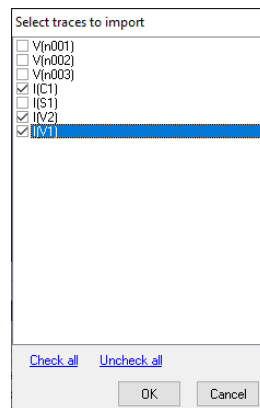 Select traces to import
V(n001)
V(n002)
V(n003)
I(C1)
I(S1)
I(V2)
I(V1)
Check all Uncheck all
OK Cancel